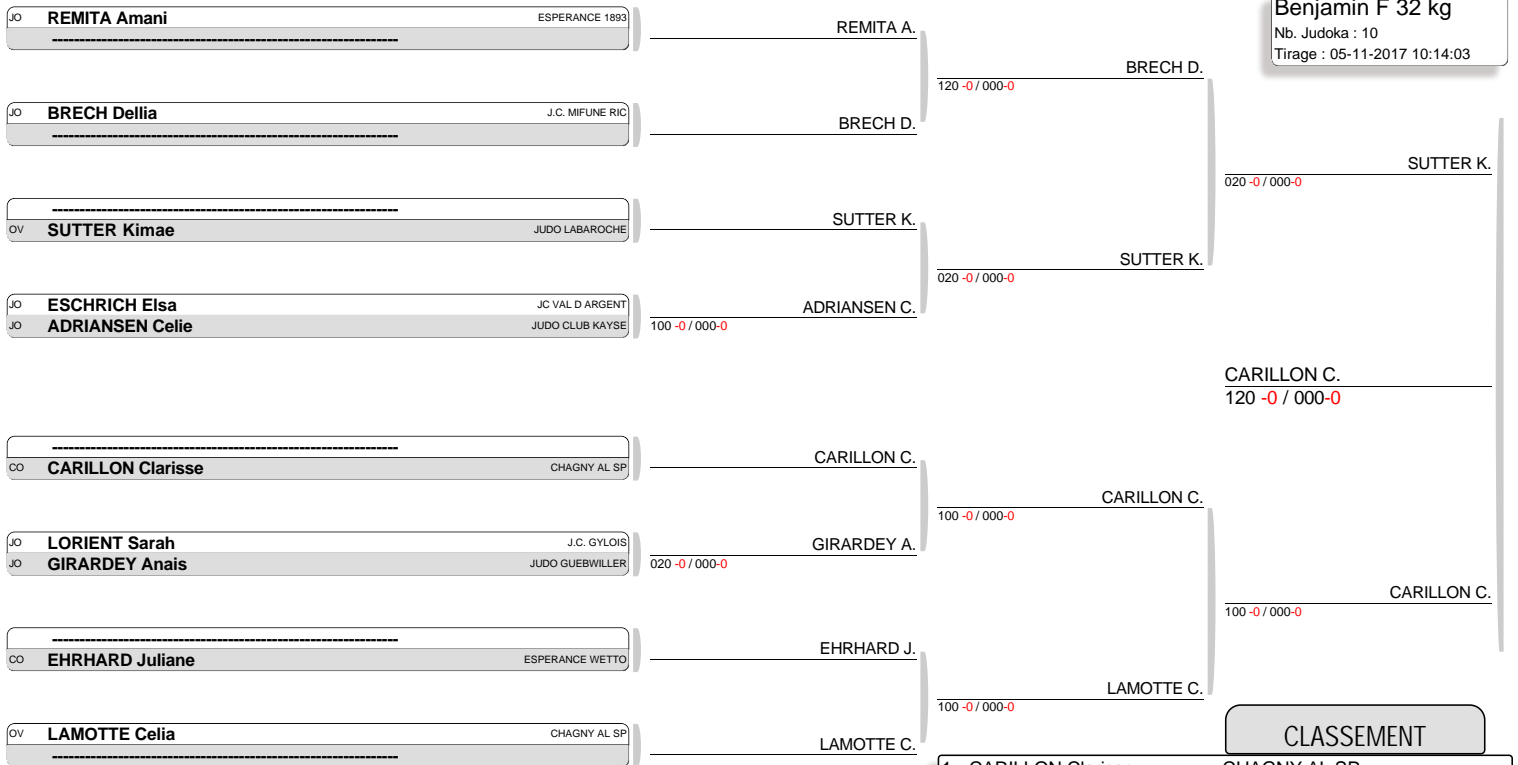 Benjamin F 32 kg
Nb. Judoka : 10
Tirage : 05-11-2017 10:14:03
JO REMITA Amani ESPERANCE 1893
----------------------------------------------------------------
JO BRECH Dellia J.C. MIFUNE RIC
----------------------------------------------------------------
----------------------------------------------------------------
OV SUTTER Kimae JUDO LABAROCHE
JO ESCHRICH Elsa JC VAL D ARGENT
JO ADRIANSEN Celie JUDO CLUB KAYSE
----------------------------------------------------------------
CO CARILLON Clarisse CHAGNY AL SP
JO LORIENT Sarah J.C. GYLOIS
JO GIRARDEY Anais JUDO GUEBWILLER
----------------------------------------------------------------
CO EHRHARD Juliane ESPERANCE WETTO
OV LAMOTTE Celia CHAGNY AL SP
----------------------------------------------------------------
REMITA A.
BRECH D.
SUTTER K.
ADRIANSEN C.
100 -0 / 000-0
CARILLON C.
GIRARDEY A.
020 -0 / 000-0
EHRHARD J.
LAMOTTE C.
BRECH D.
120 -0 / 000-0
SUTTER K.
020 -0 / 000-0
CARILLON C.
100 -0 / 000-0
LAMOTTE C.
100 -0 / 000-0
SUTTER K.
020 -0 / 000-0
CARILLON C.
120 -0 / 000-0
CARILLON C.
100 -0 / 000-0
CLASSEMENT
1 CARILLON Clarisse CHAGNY AL SP